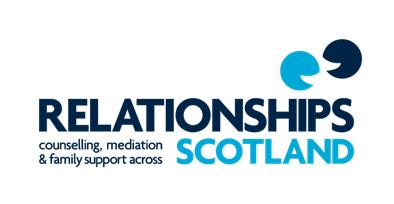 RELATIONSHIPS
counselling, mediation
& family support across
SCOTLAND